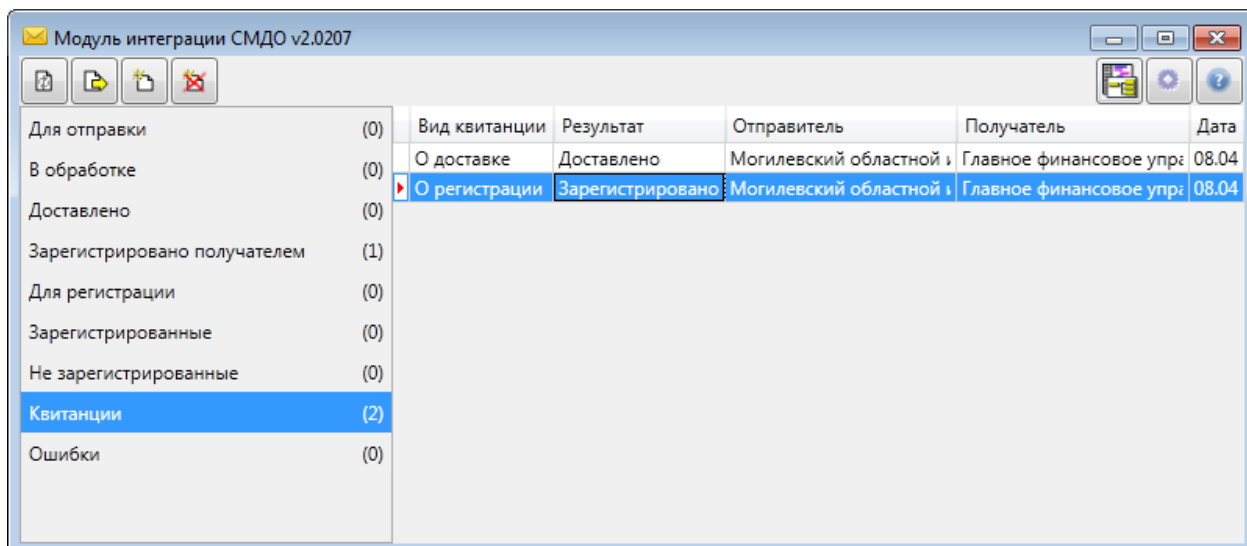 Модуль интеграции СМДО v2.0207
Для отправки (0)
В обработке (0)
Доставлено (0)
Зарегистрировано получателем (1)
Для регистрации (0)
Зарегистрированные (0)
Не зарегистрированные (0)
Квитанции (2)
Ошибки (0)
Вид квитанции Результат Отправитель Получатель Дата
О доставке Доставлено Могилевский областной и Главное финансовое упра 08.04
О регистрации Зарегистрировано Могилевский областной и Главное финансовое упра 08.04